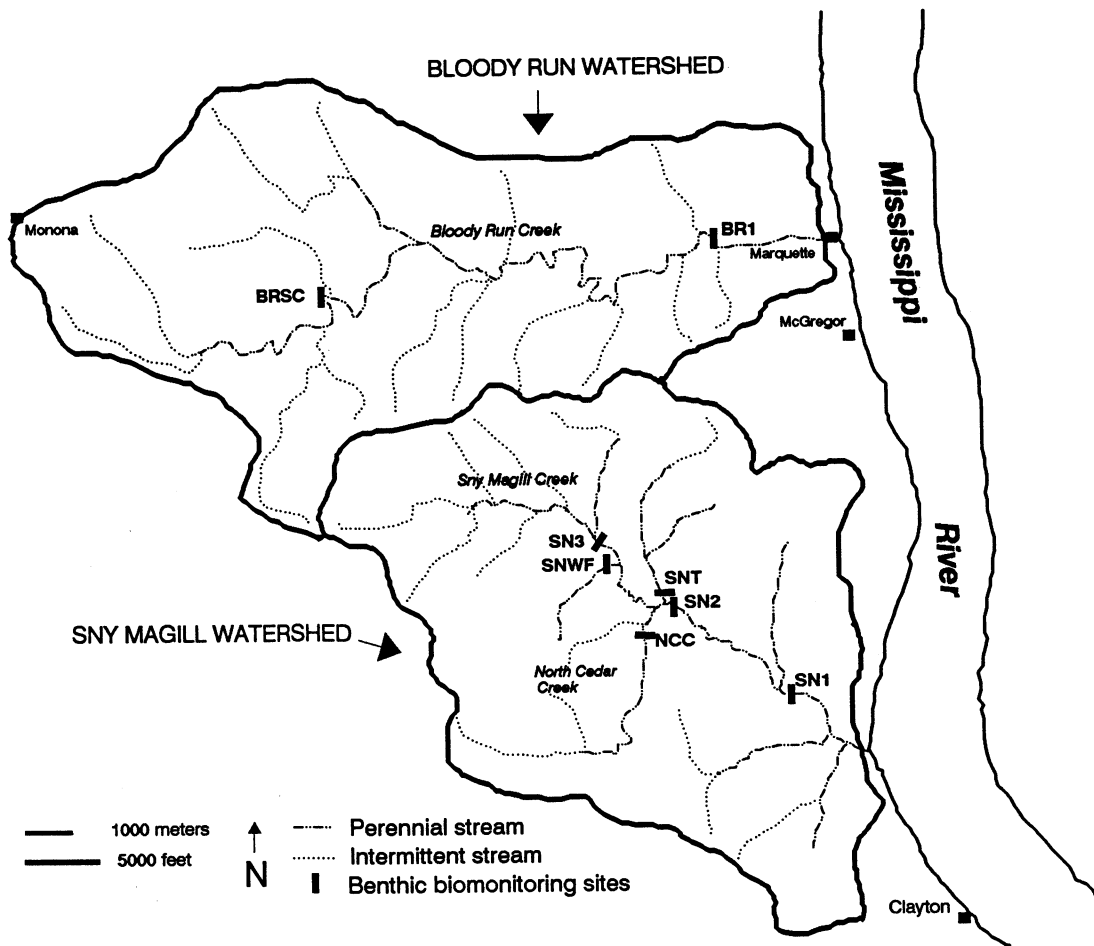 BLOODY RUN WATERSHED
Mississippi
River
Monona
Bloody Run Creek
BR1
Marquette
BRSC
McGregor
Sny Magill Creek
SN3
SNWF
SNT
SN2
SNY MAGILL WATERSHED
NCC
North Cedar
Creek
SN1
1000 meters
5000 feet
N
Perennial stream
Intermittent stream
Benthic biomonitoring sites
Clayton